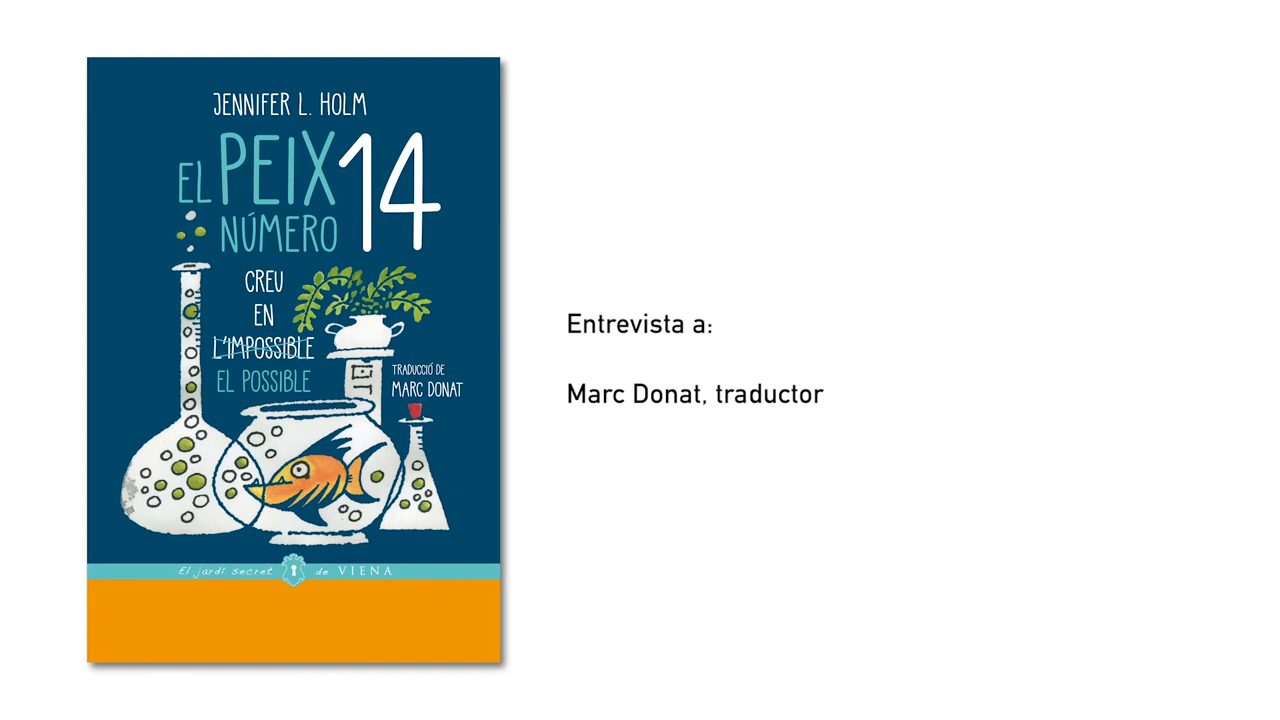 JENNIFER L. HOLM
EL PEIX
NÚMERO 14
CREU
EN
L'IMPOSSIBLE
EL POSSIBLE
TRADUCCIÓ DE
MARC DONAT
El jardí secret de VIENA
Entrevista a:
Marc Donat, traductor